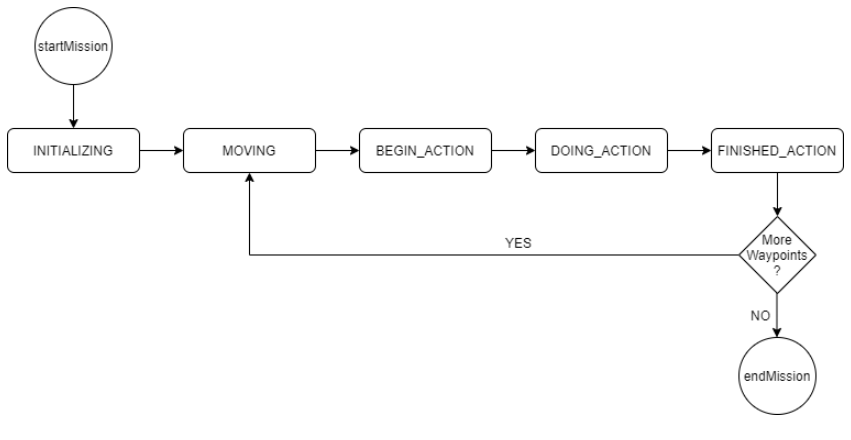 startMission
INITIALIZING
MOVING
BEGIN_ACTION
DOING_ACTION
FINISHED_ACTION
More
Waypoints
?
YES
NO
endMission